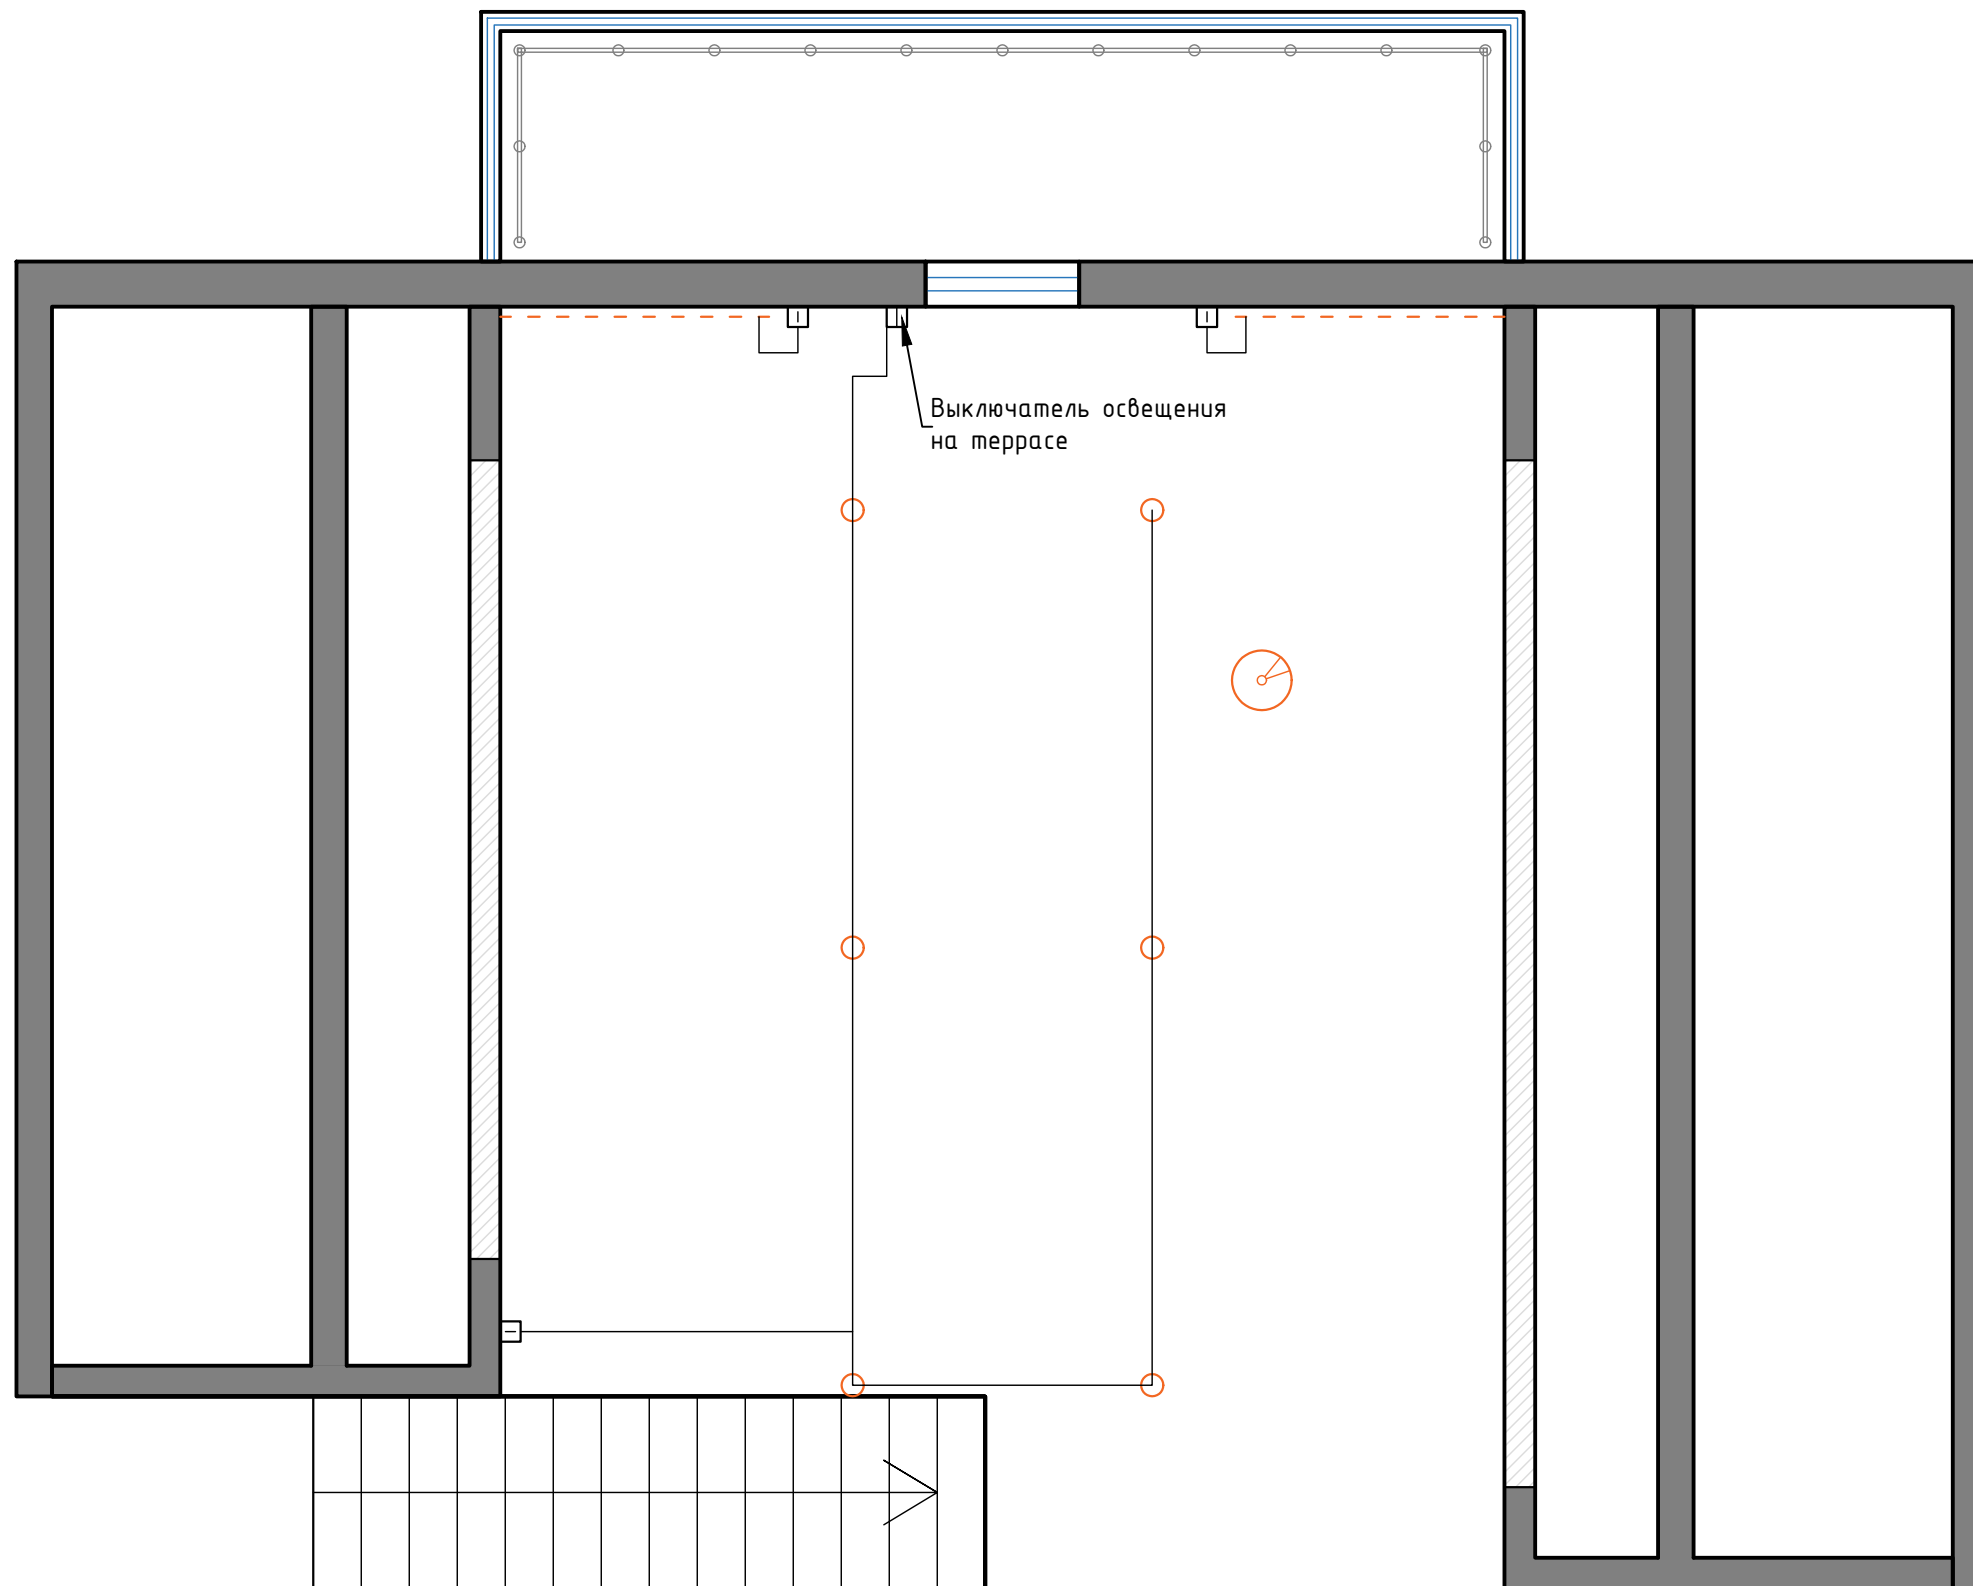 Выключатель освещения
на террасе